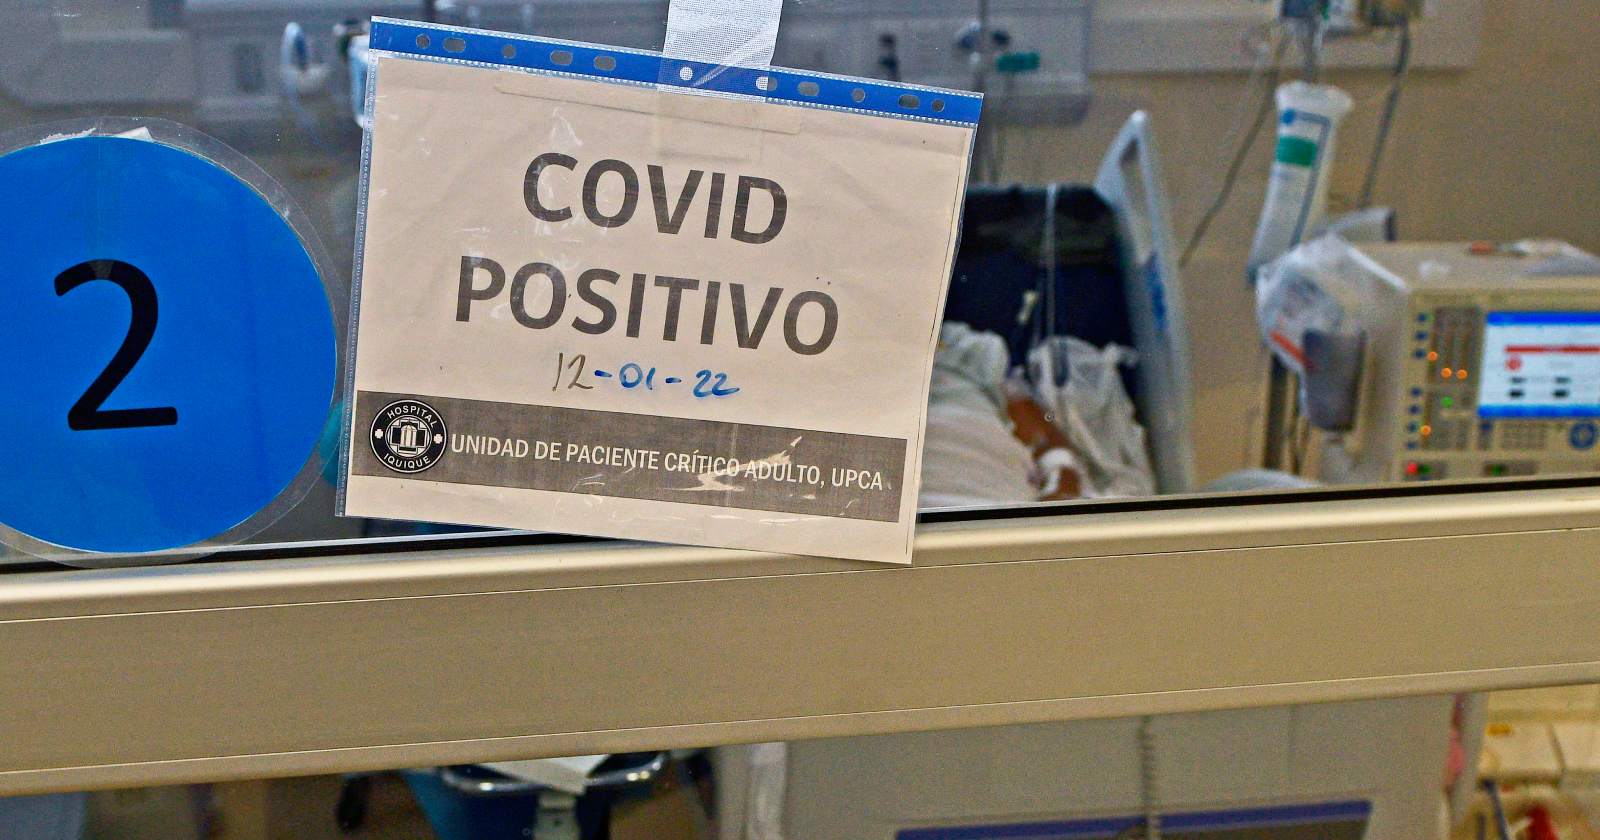 2
COVID
POSITIVO
12-01-22
HOSPITAL
IQUIQUE
UNIDAD DE PACIENTE CRÍTICO ADULTO, UPCA